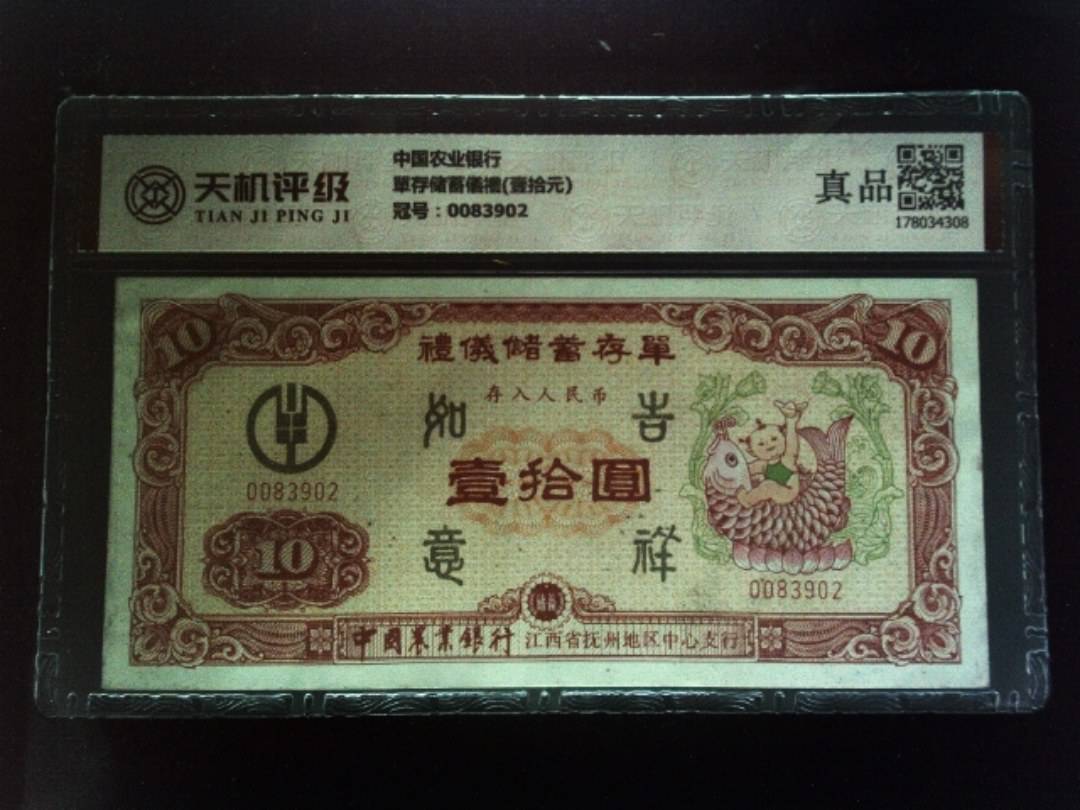 天机评级
TIAN JI PING JI
中国农业银行
單存储蓄儀禮(壹拾元)
冠号：0083902
真品
178034308
10
10
禮儀儲蓄存單
存入人民币
如
吉
壹拾圓
0083902
意
祥
10
0083902
中國農業銀行 江西省抚州地区中心支行